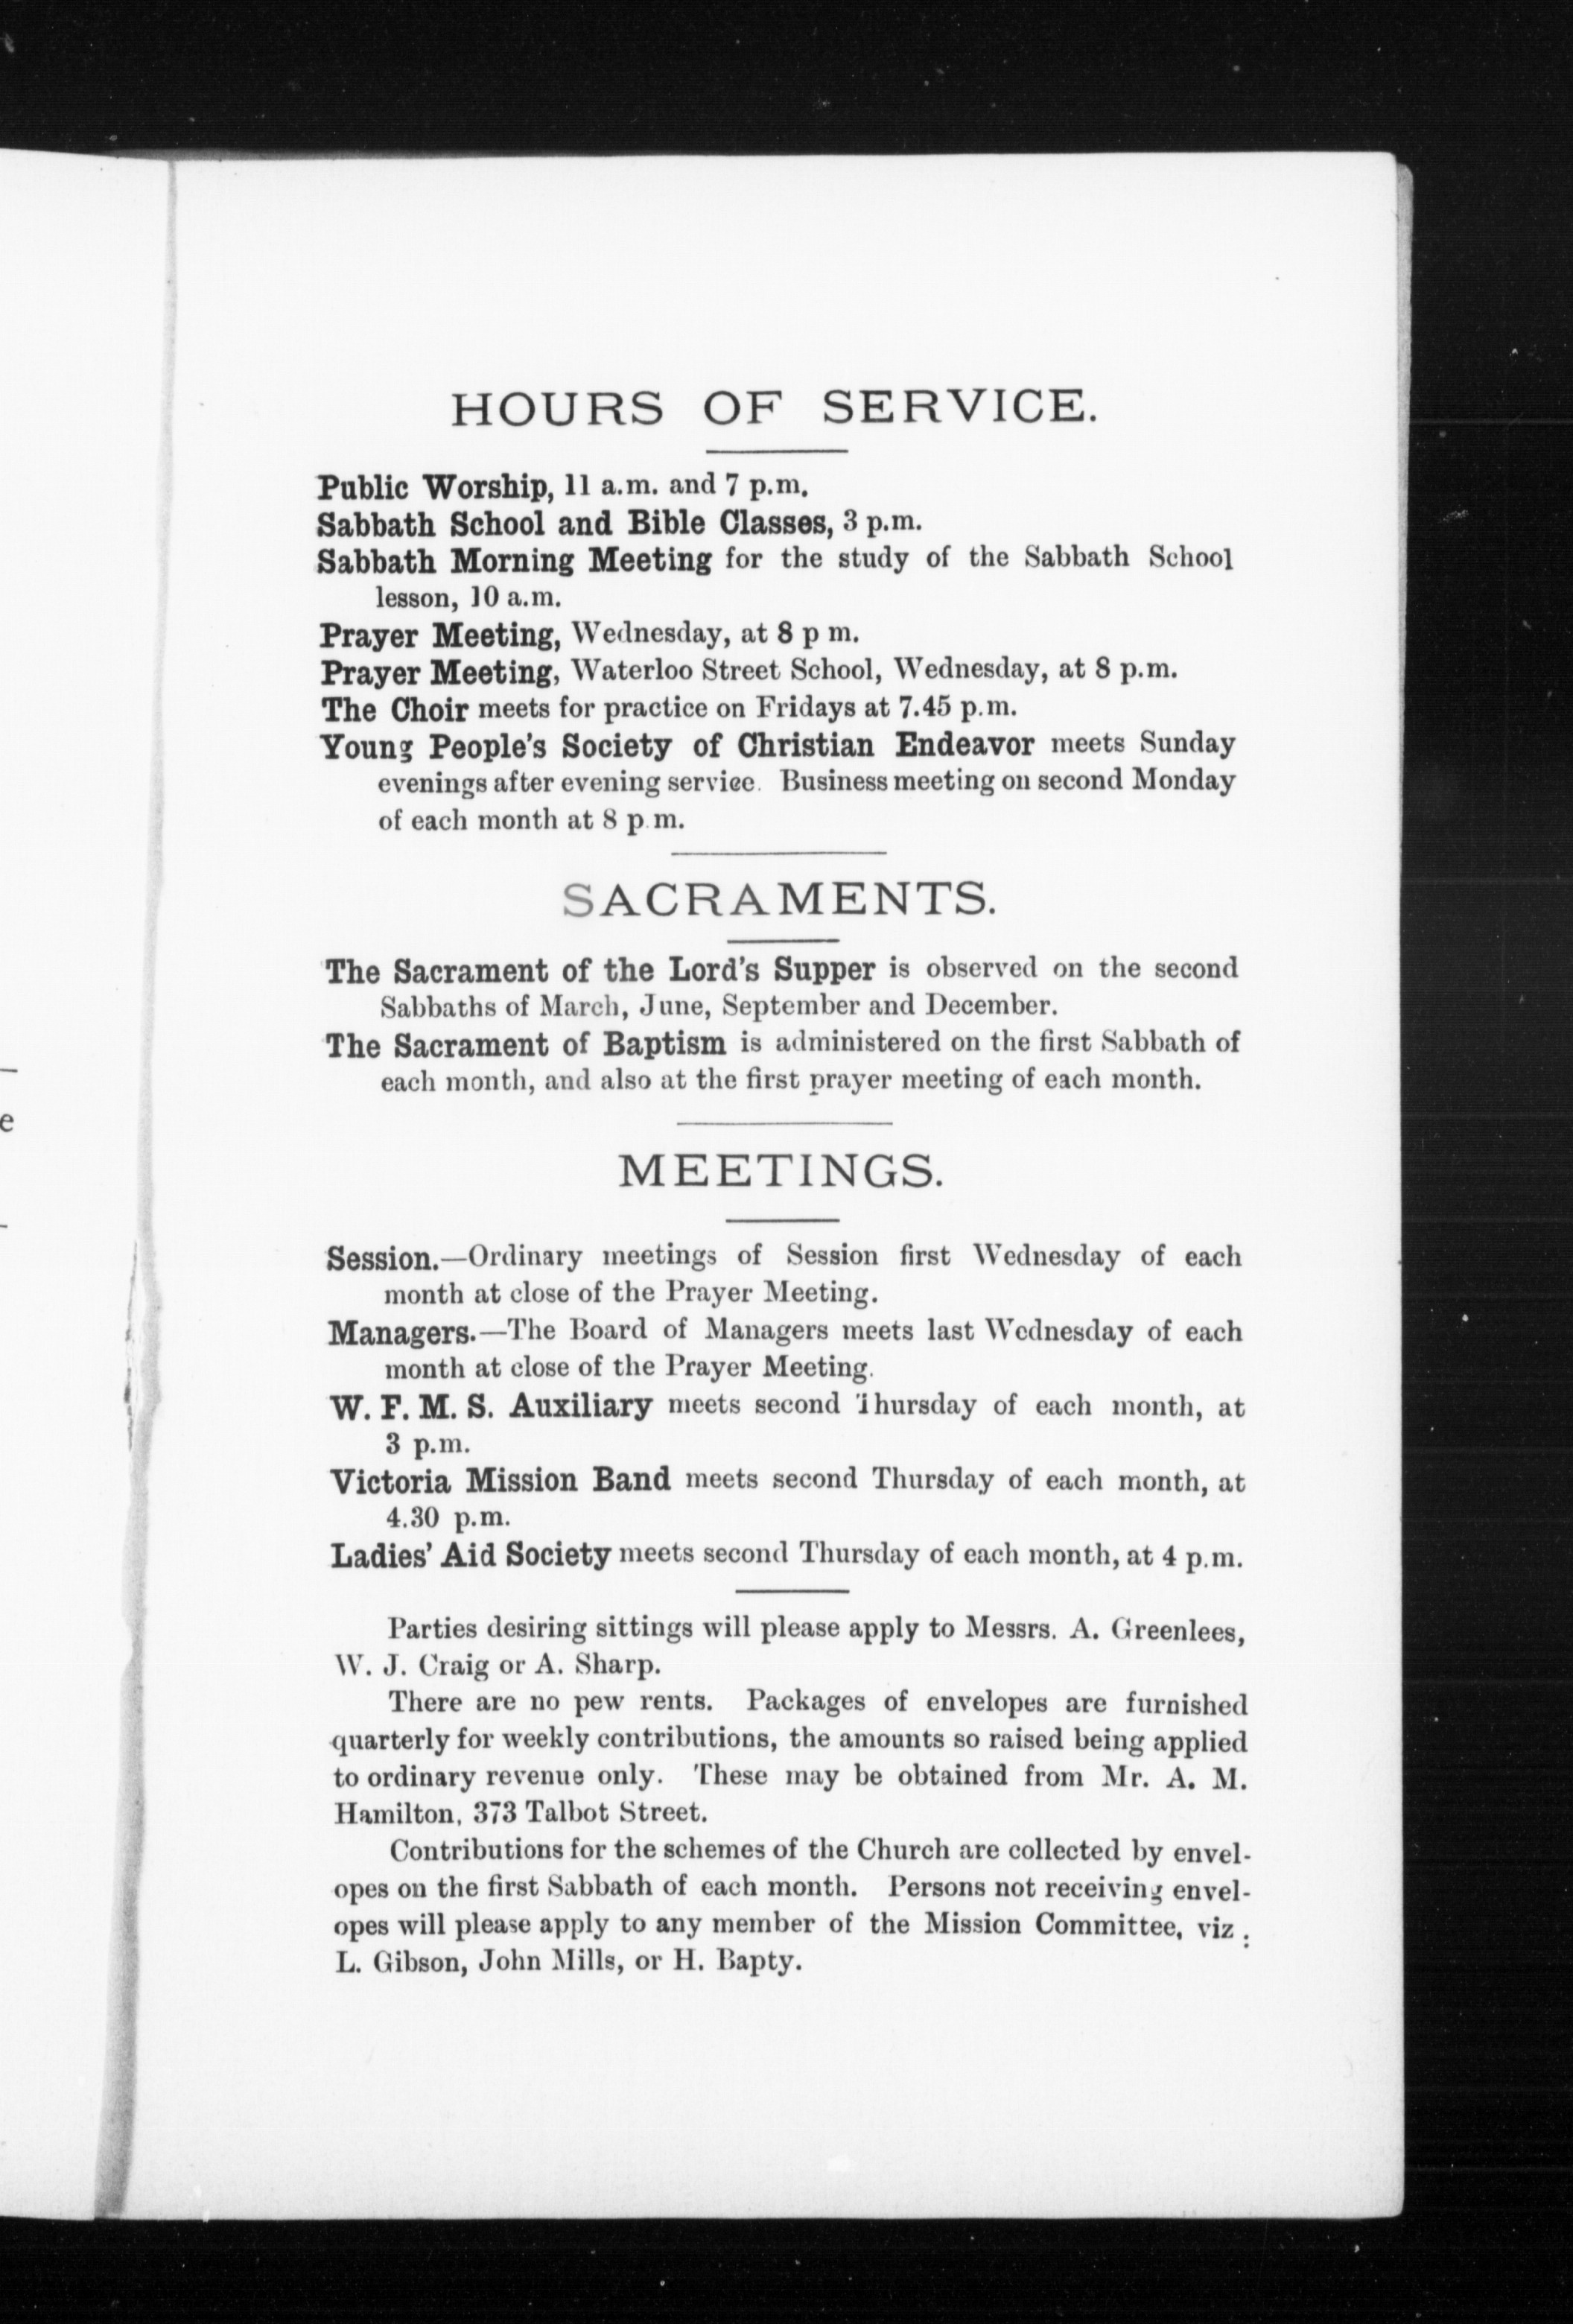 HOURS OF SERVICE.
Public Worship, 11 a.m. and 7 p.m.
Sabbath School and Bible Classes, 3 p.m.
Sabbath Morning Meeting for the study of the Sabbath School
lesson, 10 a.m.
Prayer Meeting, Wednesday, at 8 p m.
Prayer Meeting, Waterloo Street School, Wednesday, at 8 p.m.
The Choir meets for practice on Fridays at 7.45 p.m.
Young People's Society of Christian Endeavor meets Sunday
evenings after evening service. Business meeting on second Monday
of each month at 8 p.m.
SACRAMENTS.
The Sacrament of the Lord's Supper is observed on the second
Sabbaths of March, June, September and December.
The Sacrament of Baptism is administered on the first Sabbath of
each month, and also at the first prayer meeting of each month.
MEETINGS.
Session.—Ordinary meetings of Session first Wednesday of each
month at close of the Prayer Meeting.
Managers.—The Board of Managers meets last Wednesday of each
month at close of the Prayer Meeting.
W. F. M. S. Auxiliary meets second Thursday of each month, at
3 p.m.
Victoria Mission Band meets second Thursday of each month, at
4.30 p.m.
Ladies' Aid Society meets second Thursday of each month, at 4 p.m.
Parties desiring sittings will please apply to Messrs. A. Greenlees,
W. J. Craig or A. Sharp.
There are no pew rents. Packages of envelopes are furnished
quarterly for weekly contributions, the amounts so raised being applied
to ordinary revenue only. These may be obtained from Mr. A. M.
Hamilton, 373 Talbot Street.
Contributions for the schemes of the Church are collected by envel-
opes on the first Sabbath of each month. Persons not receiving envel-
opes will please apply to any member of the Mission Committee, viz.:
L. Gibson, John Mills, or H. Bapty.